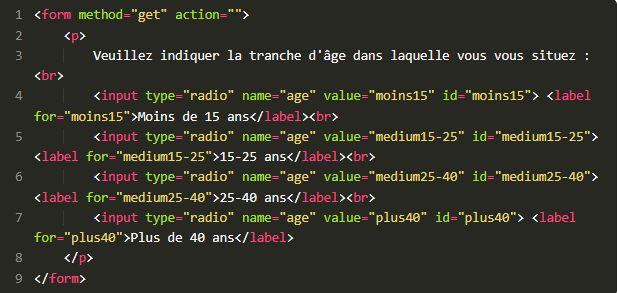 1 <form method="get" action="">
2 <p>
3 Veuillez indiquer la tranche d'âge dans laquelle vous vous situez :
<br>
4 <input type="radio" name="age" value="moins15" id="moins15"> <label
for="moins15">Moins de 15 ans</label><br>
5 <input type="radio" name="age" value="medium15-25" id="medium15-25">
<label for="medium15-25">15-25 ans</label><br>
6 <input type="radio" name="age" value="medium25-40" id="medium25-40">
<label for="medium25-40">25-40 ans</label><br>
7 <input type="radio" name="age" value="plus40" id="plus40"> <label
for="plus40">Plus de 40 ans</label>
8 </p>
9 </form>